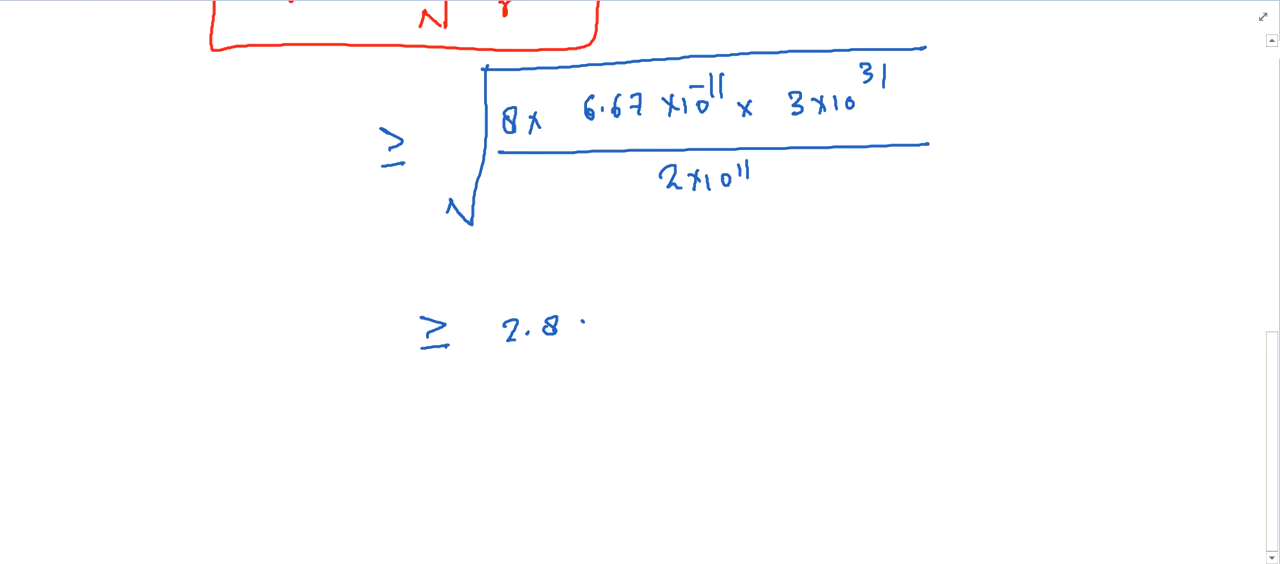 √ r
≥ √ 8 × 6.67 × 10⁻¹¹ × 3 × 10³¹
2 × 10¹¹
≥ 2.8 ·